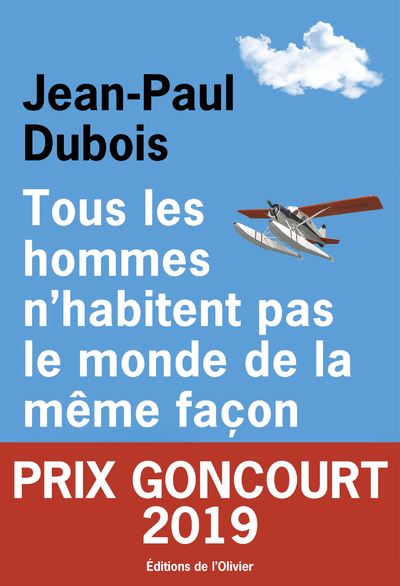 Jean-Paul
Dubois
Tous les
hommes
n'habitent pas
le monde de la
même façon
PRIX GONCOURT
2019
Éditions de l'Olivier